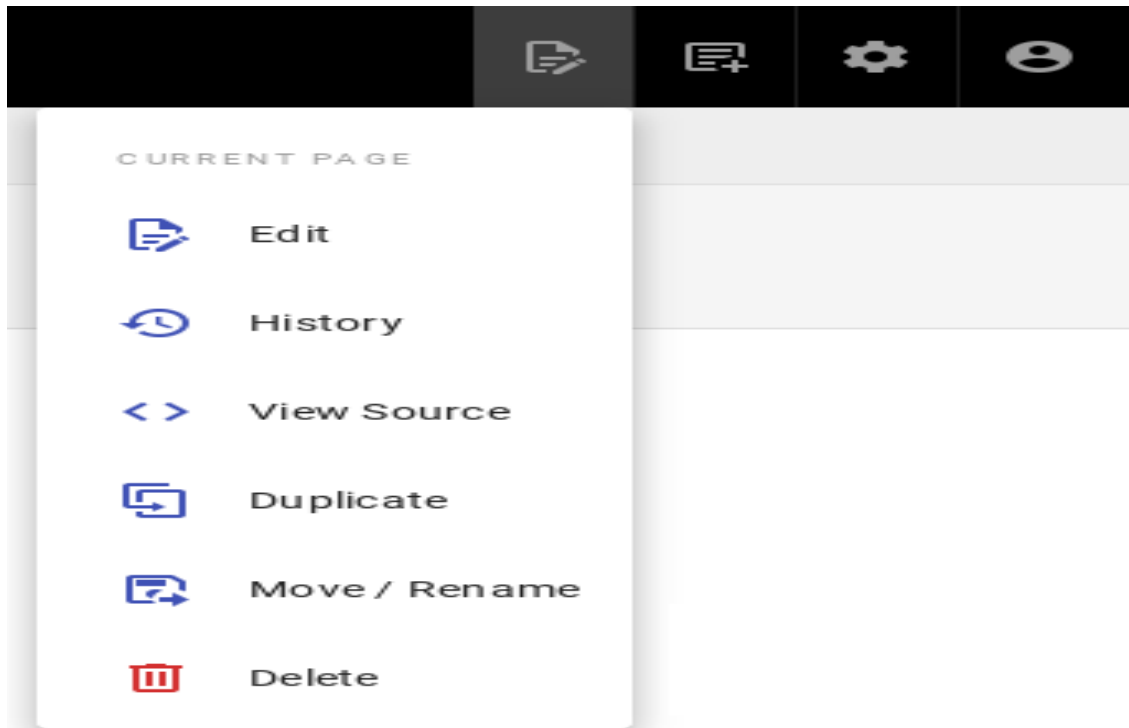 CURRENT PAGE
Edit
History
View Source
Duplicate
Move / Rename
Delete